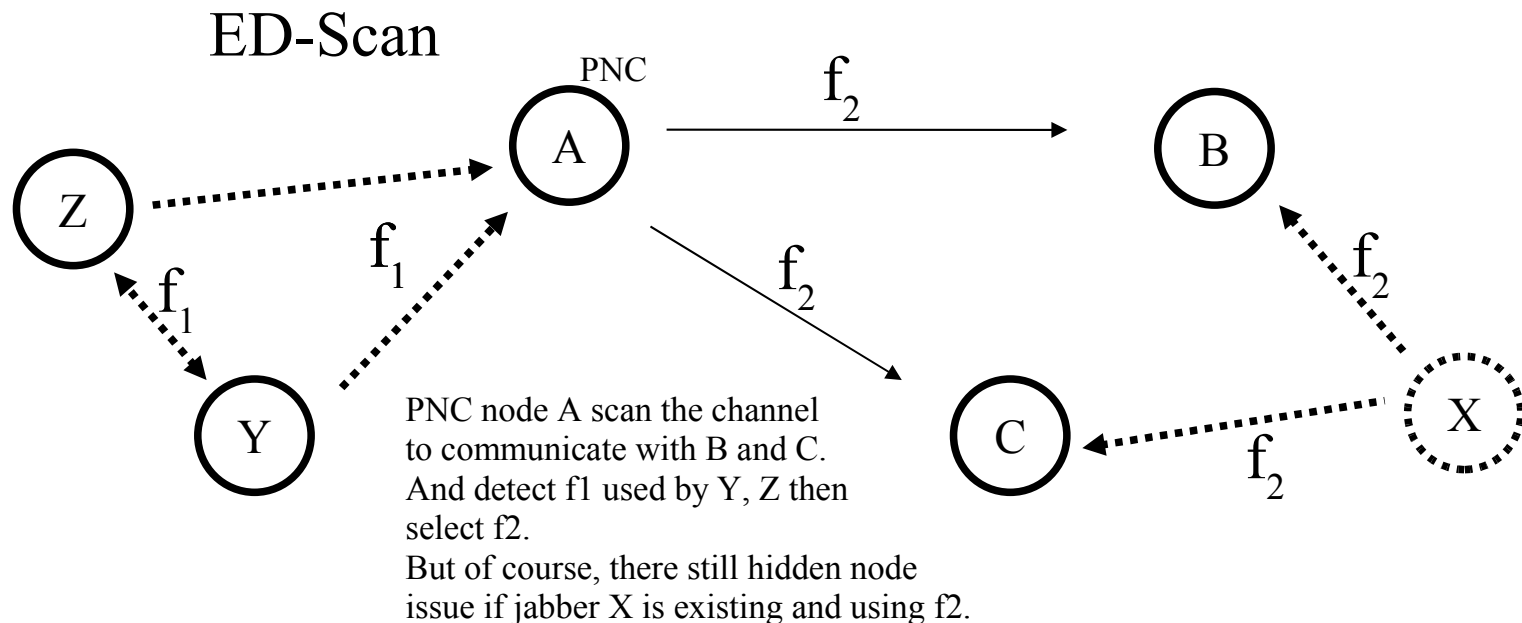 ED-Scan
PNC
f2
A
B
Z
f1
f2
f2
f1
Y
C
X
f2
PNC node A scan the channel
to communicate with B and C.
And detect f1 used by Y, Z then
select f2.
But of course, there still hidden node
issue if jabber X is existing and using f2.